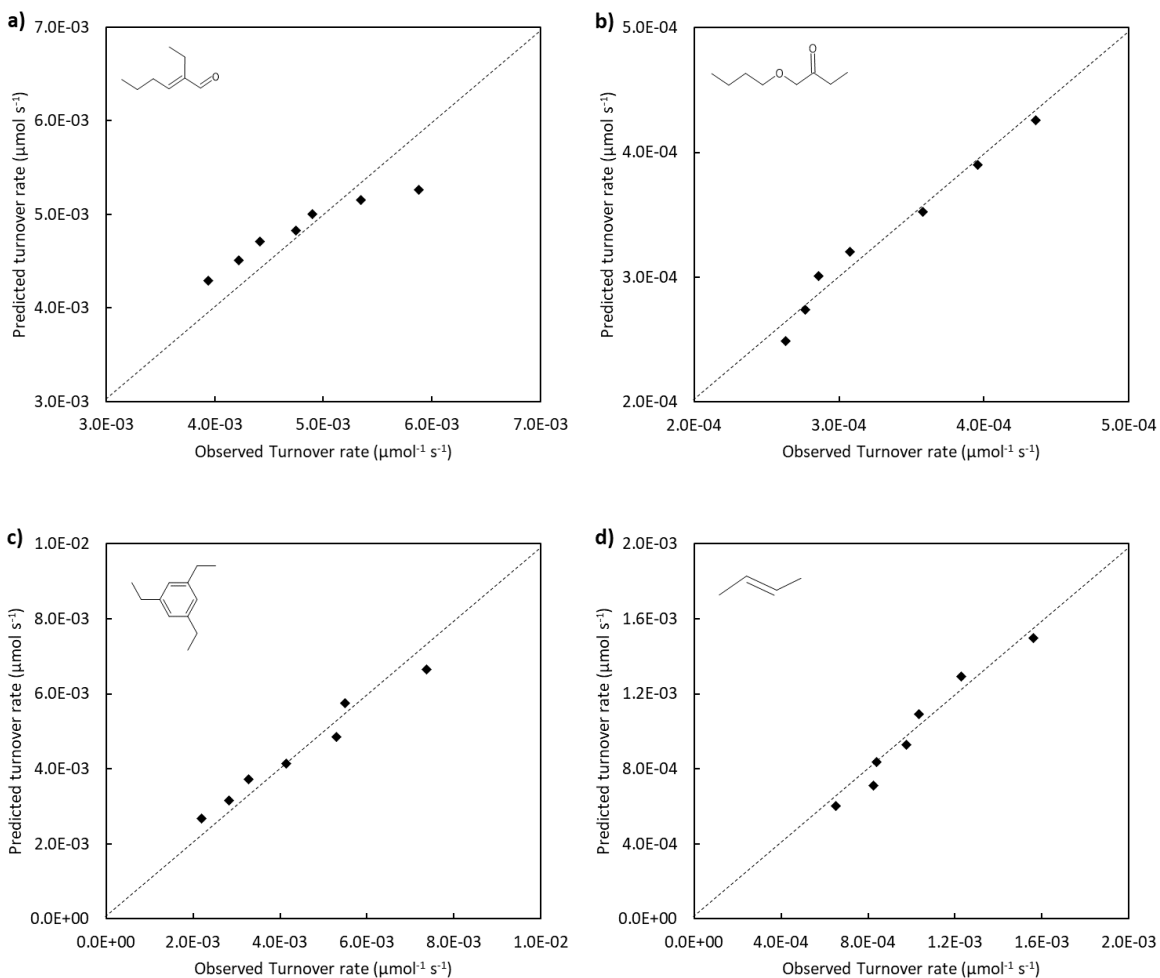 a)
7.0E-03
6.0E-03
5.0E-03
4.0E-03
3.0E-03
Predicted turnover rate (µmol s⁻¹)
O
3.0E-03 4.0E-03 5.0E-03 6.0E-03 7.0E-03
Observed Turnover rate (µmol⁻¹ s⁻¹)
b)
5.0E-04
4.0E-04
3.0E-04
2.0E-04
Predicted turnover rate (µmol s⁻¹)
O
O
2.0E-04 3.0E-04 4.0E-04 5.0E-04
Observed Turnover rate (µmol⁻¹ s⁻¹)
c)
1.0E-02
8.0E-03
6.0E-03
4.0E-03
2.0E-03
0.0E+00
Predicted turnover rate (µmol s⁻¹)
0.0E+00 2.0E-03 4.0E-03 6.0E-03 8.0E-03 1.0E-02
Observed Turnover rate (µmol⁻¹ s⁻¹)
d)
2.0E-03
1.6E-03
1.2E-03
8.0E-04
4.0E-04
0.0E+00
Predicted turnover rate (µmol s⁻¹)
0.0E+00 4.0E-04 8.0E-04 1.2E-03 1.6E-03 2.0E-03
Observed Turnover rate (µmol⁻¹ s⁻¹)